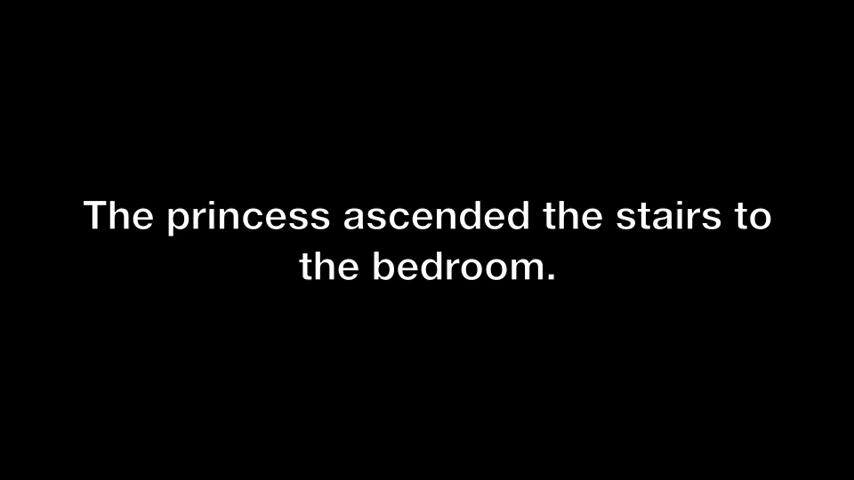 The princess ascended the stairs to
the bedroom.